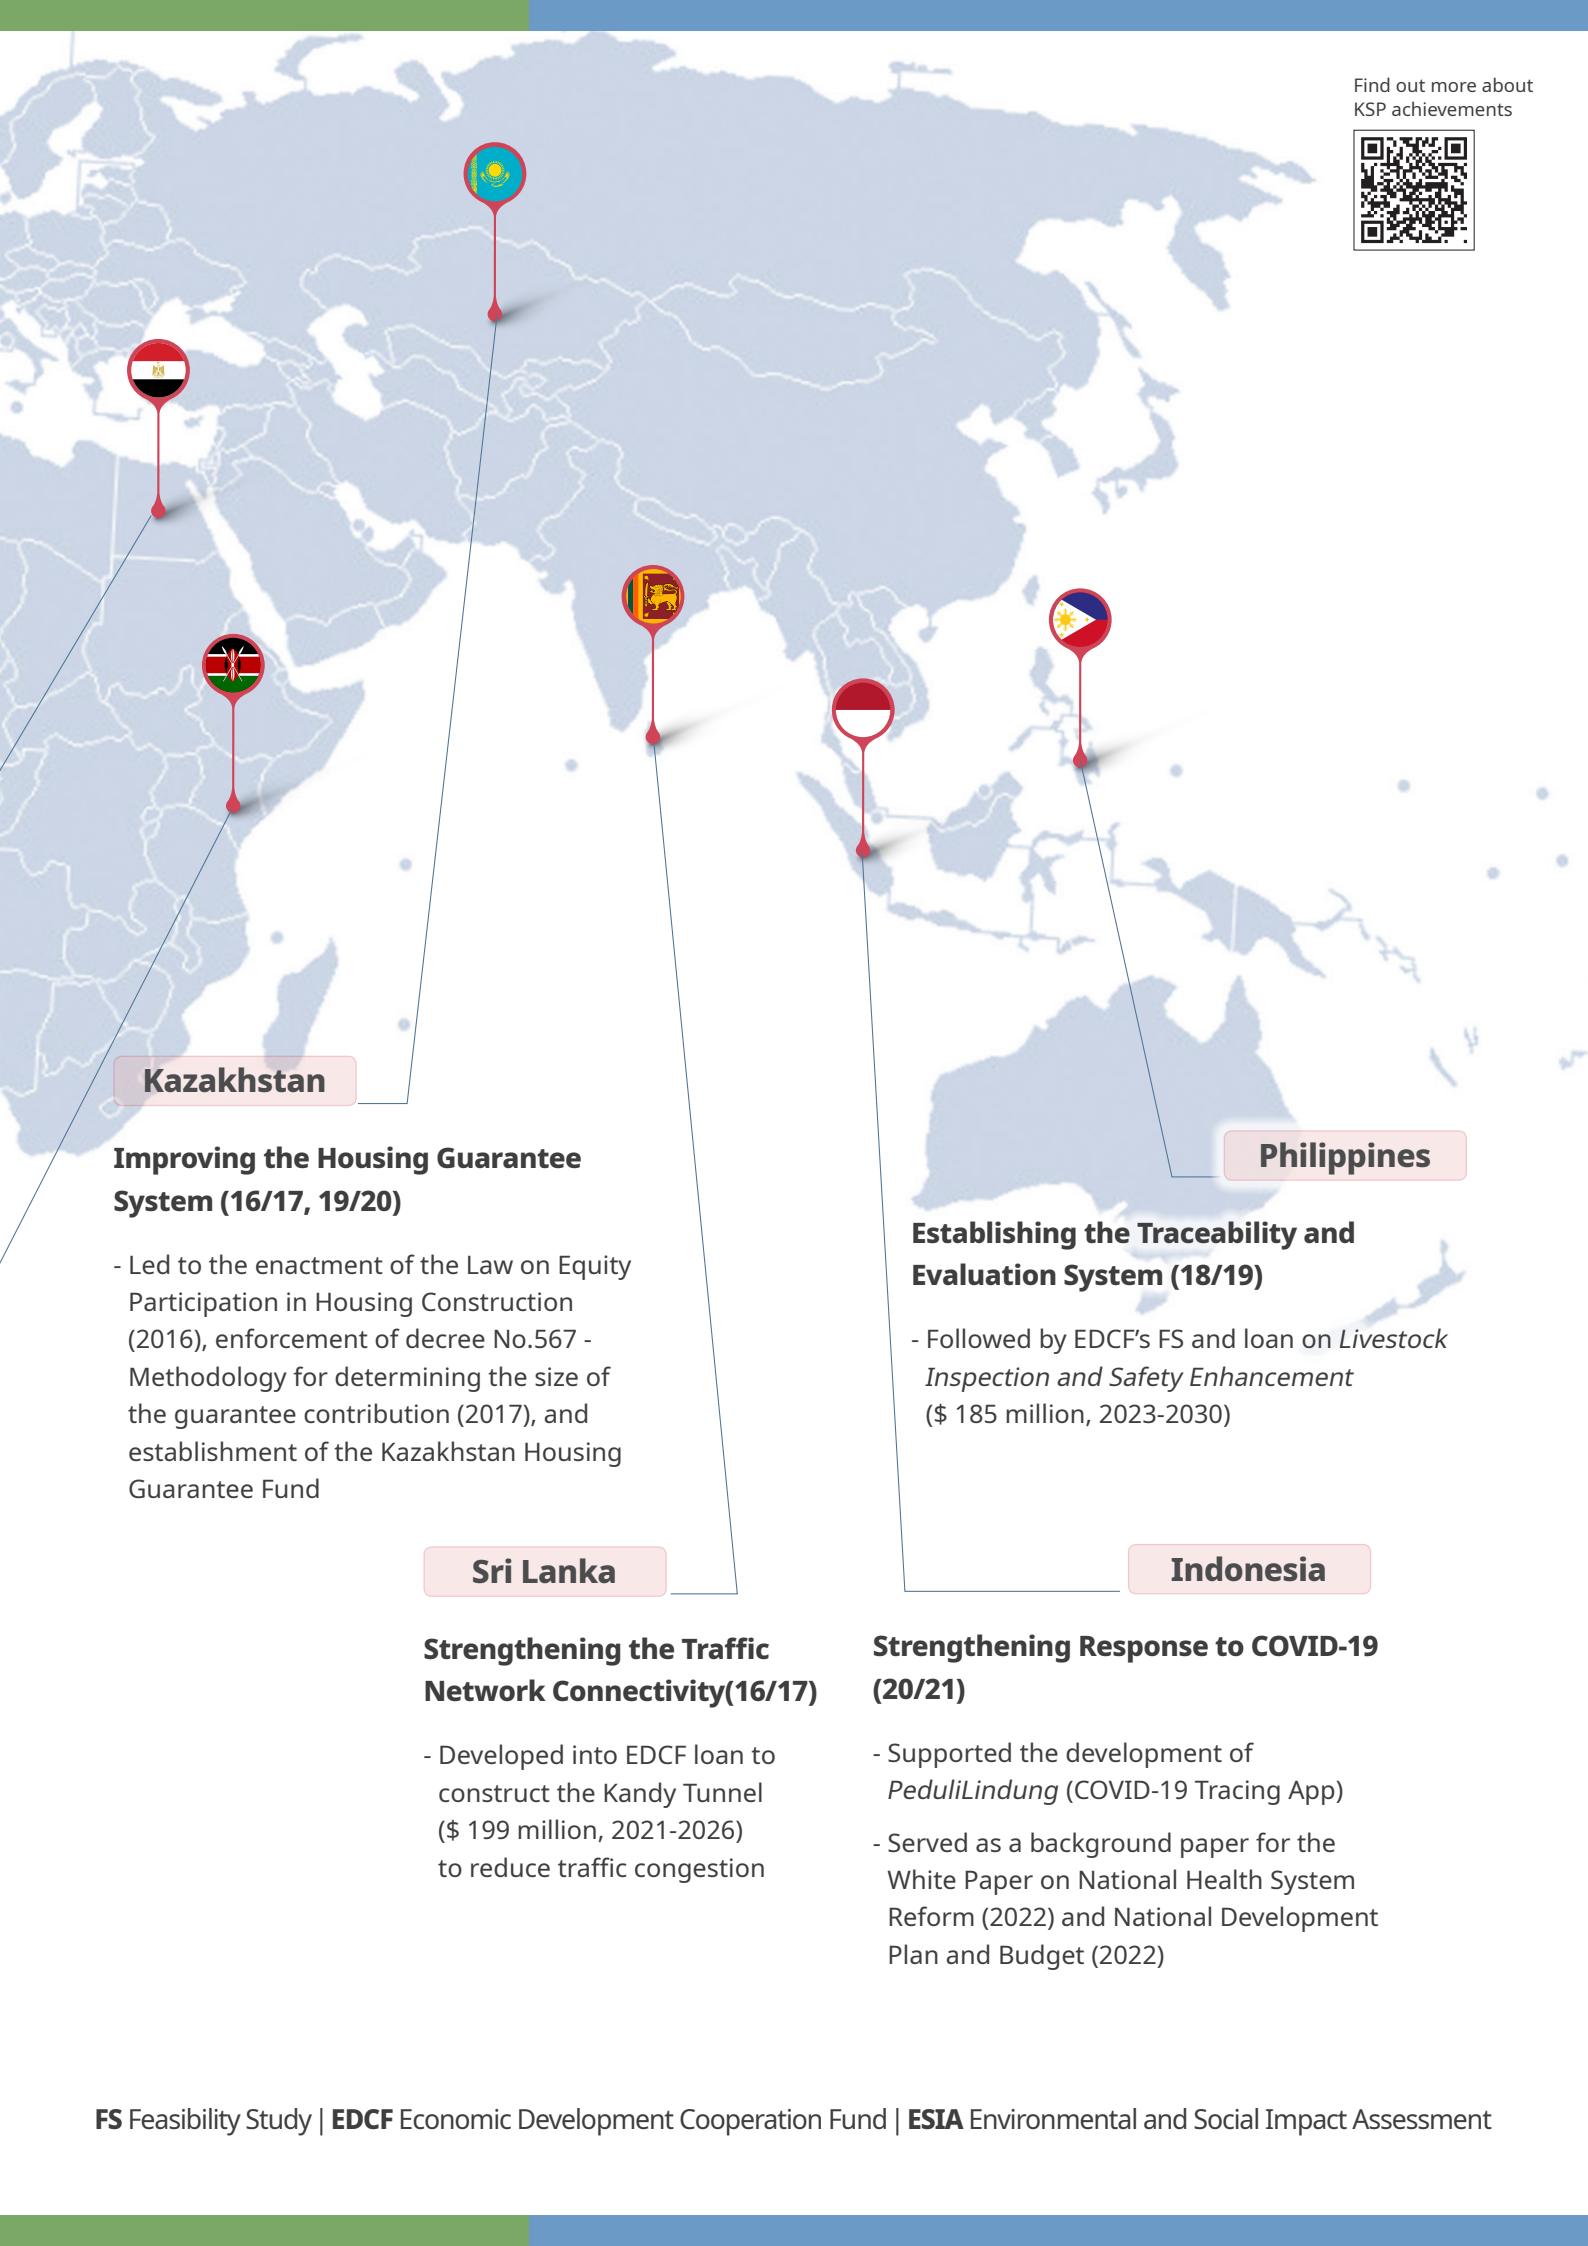 Find out more about
KSP achievements
Kazakhstan
Improving the Housing Guarantee
System (16/17, 19/20)
- Led to the enactment of the Law on Equity
Participation in Housing Construction
(2016), enforcement of decree No.567 -
Methodology for determining the size of
the guarantee contribution (2017), and
establishment of the Kazakhstan Housing
Guarantee Fund
Philippines
Establishing the Traceability and
Evaluation System (18/19)
- Followed by EDCF’s FS and loan on Livestock
Inspection and Safety Enhancement
($ 185 million, 2023-2030)
Sri Lanka
Strengthening the Traffic
Network Connectivity(16/17)
- Developed into EDCF loan to
construct the Kandy Tunnel
($ 199 million, 2021-2026)
to reduce traffic congestion
Indonesia
Strengthening Response to COVID-19
(20/21)
- Supported the development of
PeduliLindung (COVID-19 Tracing App)
- Served as a background paper for the
White Paper on National Health System
Reform (2022) and National Development
Plan and Budget (2022)
FS Feasibility Study | EDCF Economic Development Cooperation Fund | ESIA Environmental and Social Impact Assessment